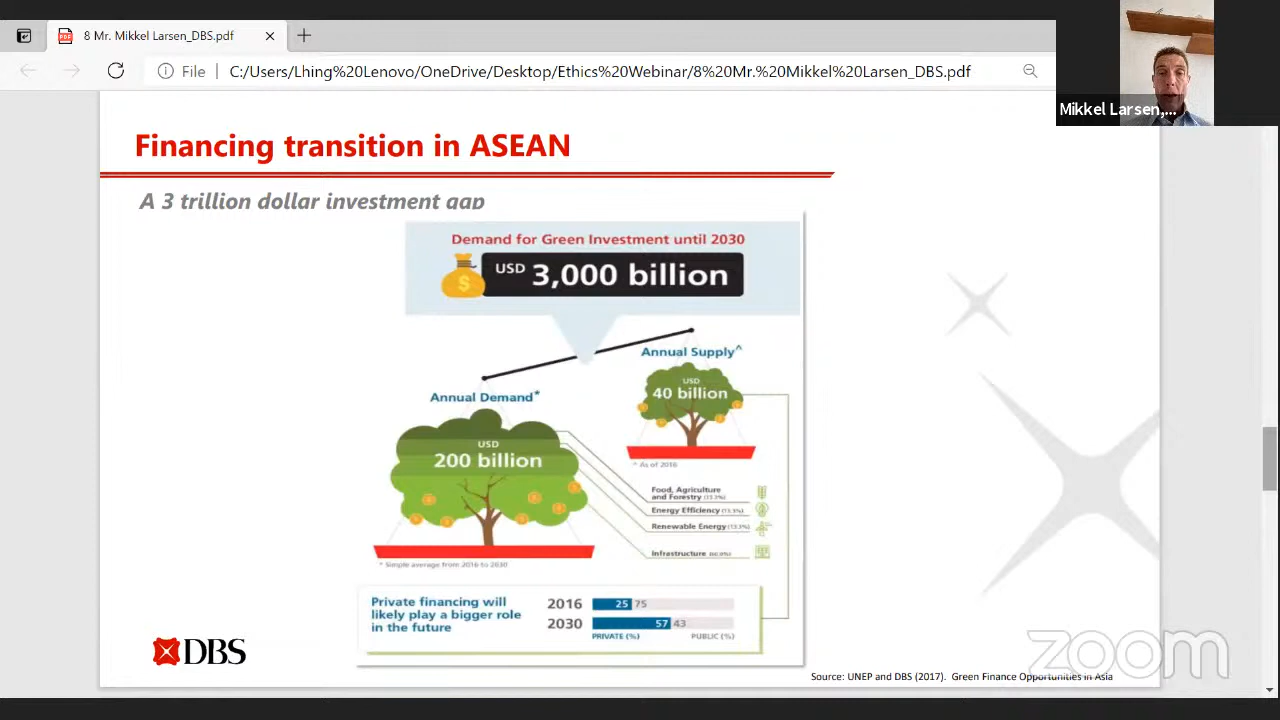 8 Mr. Mikkel Larsen_DBS.pdf
File
C:/Users/Lhing%20Lenovo/OneDrive/Desktop/Ethics%20Webinar/8%20Mr.%20Mikkel%20Larsen_DBS.pdf
Mikkel Larsen,...
Financing transition in ASEAN
A 3 trillion dollar investment gap
Demand for Green Investment until 2030
USD 3,000 billion
$
Annual Supply^
USD
40 billion
^ As of 2016
Annual Demand*
USD
200 billion
* Simple average from 2016 to 2030
Food, Agriculture
and Forestry
Energy Efficiency
Renewable Energy
Infrastructure
Private financing will
likely play a bigger role
in the future
2016 25 75
2030 57 43
PRIVATE (%) PUBLIC (%)
DBS
zoom
Source: UNEP and DBS (2017). Green Finance Opportunities in Asia